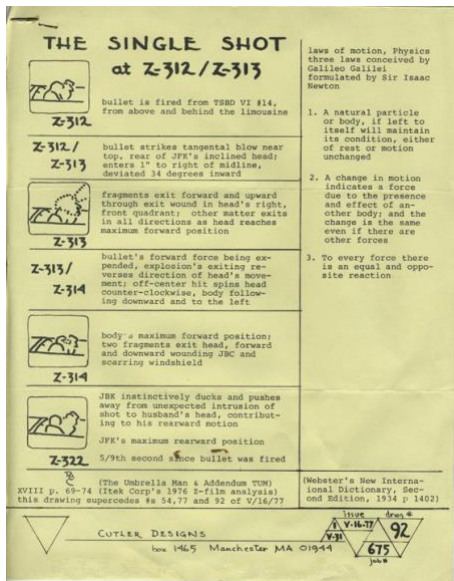 THE SINGLE SHOT
at Z-312/Z-313
Z-312
bullet is fired from TSBD VI #14,
from above and behind the limousine
Z-312/
Z-313
bullet strikes tangental blow near
top, rear of JFK's inclined head;
enters 1" to right of midline,
deviated 34 degrees inward
Z-313
fragments exit forward and upward
through exit wound in head's right,
front quadrant; other matter exits
in all directions as head reaches
maximum forward position
Z-313/
Z-314
bullet's forward force being ex-
pended, explosion's exiting re-
verses direction of head's move-
ment; off-center hit spins head
counter-clockwise, body follow-
ing downward and to the left
Z-314
body's maximum forward position;
two fragments exit head, forward
and downward wounding JBC and
scarring windshield
Z-322
JBK instinctively ducks and pushes
away from unexpected intrusion of
shot to husband's head, contribut-
ing to his rearward motion
JFK's maximum rearward position
5/9th second since bullet was fired
laws of motion, Physics
three laws conceived by
Galileo Galilei
formulated by Sir Isaac
Newton
1. A natural particle
or body, if left to
itself will maintain
its condition, either
of rest or motion
unchanged
2. A change in motion
indicates a force
due to the presence
and effect of an-
other body; and the
change is the same
even if there are
other forces
3. To every force there
is an equal and oppo-
site reaction
(The Umbrella Man & Addendum TUM)
XVIII p. 69-74 (Itek Corp's 1976 Z-film analysis)
this drawing supercedes #s 54,77 and 92 of V/16/77
(Webster's New Interna-
ional Dictionary, Sec-
ond Edition, 1934 p 1402)
CUTLER DESIGNS
box 1465 Manchester MA 01944
issue drwg #
V-16-77
V-31
92
675
job#